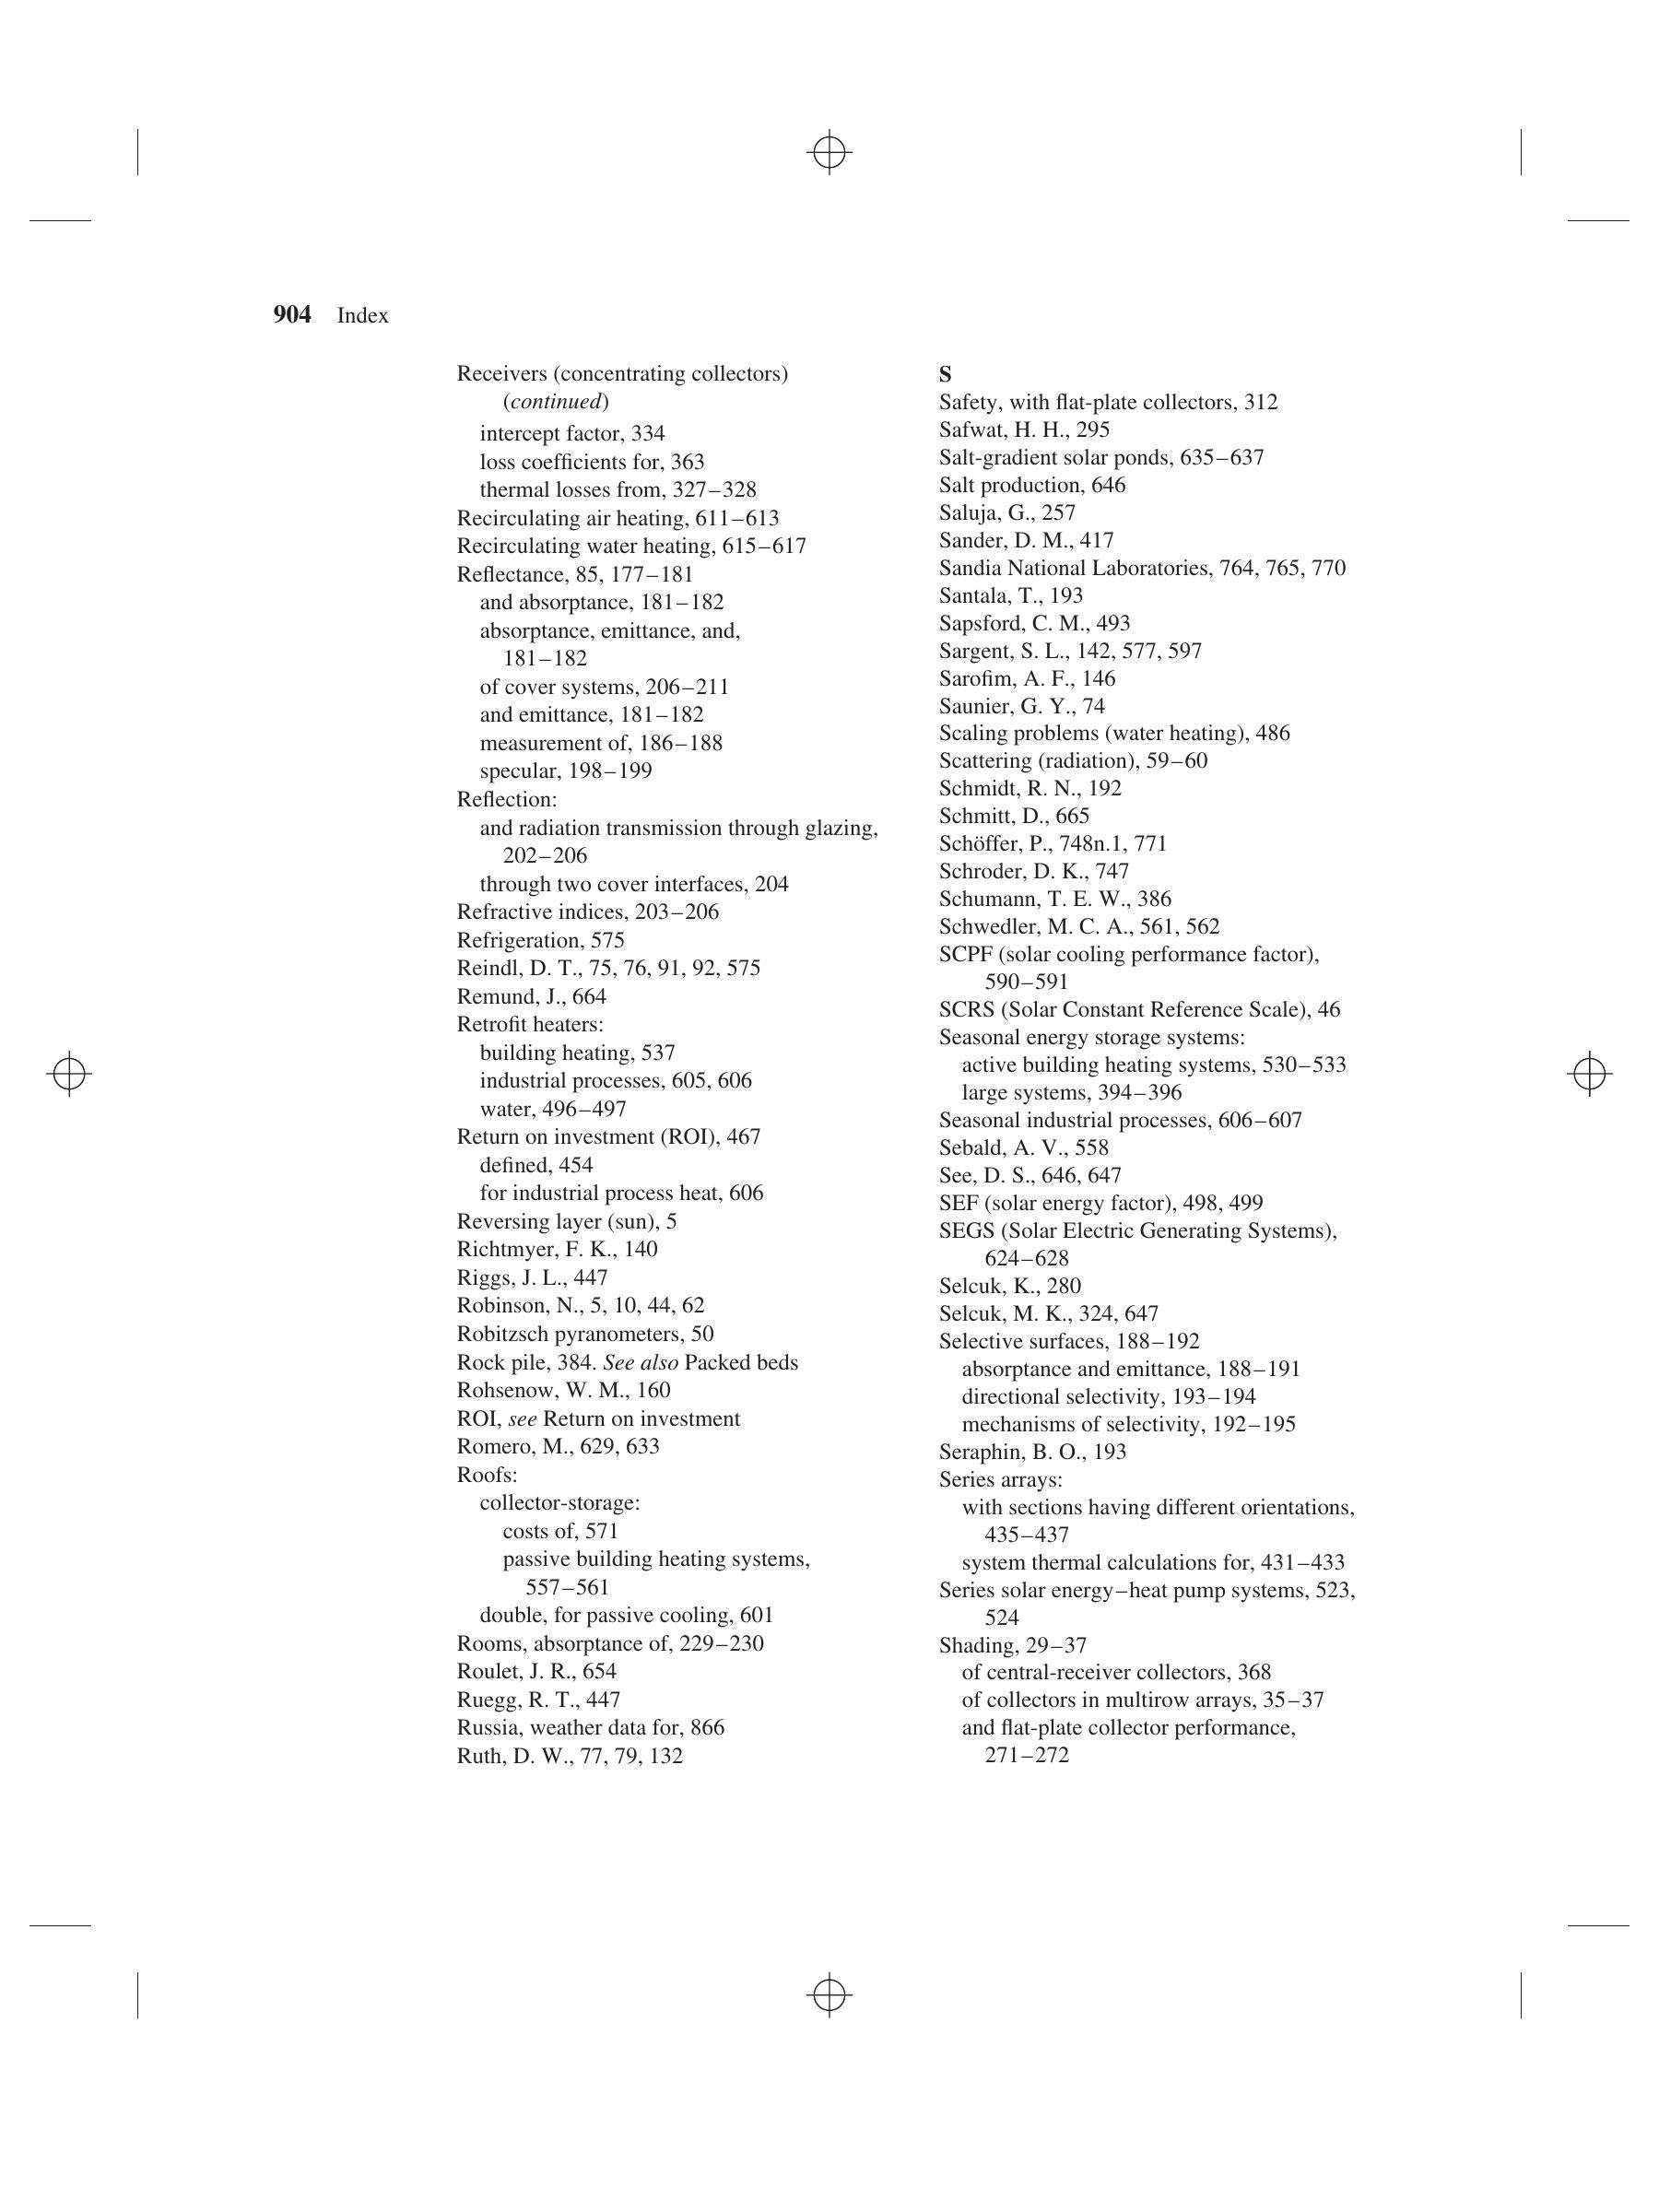 904 Index
Receivers (concentrating collectors)
(continued)
intercept factor, 334
loss coefficients for, 363
thermal losses from, 327–328
Recirculating air heating, 611–613
Recirculating water heating, 615–617
Reflectance, 85, 177–181
and absorptance, 181–182
absorptance, emittance, and,
181–182
of cover systems, 206–211
and emittance, 181–182
measurement of, 186–188
specular, 198–199
Reflection:
and radiation transmission through glazing,
202–206
through two cover interfaces, 204
Refractive indices, 203–206
Refrigeration, 575
Reindl, D. T., 75, 76, 91, 92, 575
Remund, J., 664
Retrofit heaters:
building heating, 537
industrial processes, 605, 606
water, 496–497
Return on investment (ROI), 467
defined, 454
for industrial process heat, 606
Reversing layer (sun), 5
Richtmyer, F. K., 140
Riggs, J. L., 447
Robinson, N., 5, 10, 44, 62
Robitzsch pyranometers, 50
Rock pile, 384. See also Packed beds
Rohsenow, W. M., 160
ROI, see Return on investment
Romero, M., 629, 633
Roofs:
collector-storage:
costs of, 571
passive building heating systems,
557–561
double, for passive cooling, 601
Rooms, absorptance of, 229–230
Roulet, J. R., 654
Ruegg, R. T., 447
Russia, weather data for, 866
Ruth, D. W., 77, 79, 132
S
Safety, with flat-plate collectors, 312
Safwat, H. H., 295
Salt-gradient solar ponds, 635–637
Salt production, 646
Saluja, G., 257
Sander, D. M., 417
Sandia National Laboratories, 764, 765, 770
Santala, T., 193
Sapsford, C. M., 493
Sargent, S. L., 142, 577, 597
Sarofim, A. F., 146
Saunier, G. Y., 74
Scaling problems (water heating), 486
Scattering (radiation), 59–60
Schmidt, R. N., 192
Schmitt, D., 665
Schöffer, P., 748n.1, 771
Schroder, D. K., 747
Schumann, T. E. W., 386
Schwedler, M. C. A., 561, 562
SCPF (solar cooling performance factor),
590–591
SCRS (Solar Constant Reference Scale), 46
Seasonal energy storage systems:
active building heating systems, 530–533
large systems, 394–396
Seasonal industrial processes, 606–607
Sebald, A. V., 558
See, D. S., 646, 647
SEF (solar energy factor), 498, 499
SEGS (Solar Electric Generating Systems),
624–628
Selcuk, K., 280
Selcuk, M. K., 324, 647
Selective surfaces, 188–192
absorptance and emittance, 188–191
directional selectivity, 193–194
mechanisms of selectivity, 192–195
Seraphin, B. O., 193
Series arrays:
with sections having different orientations,
435–437
system thermal calculations for, 431–433
Series solar energy–heat pump systems, 523,
524
Shading, 29–37
of central-receiver collectors, 368
of collectors in multirow arrays, 35–37
and flat-plate collector performance,
271–272